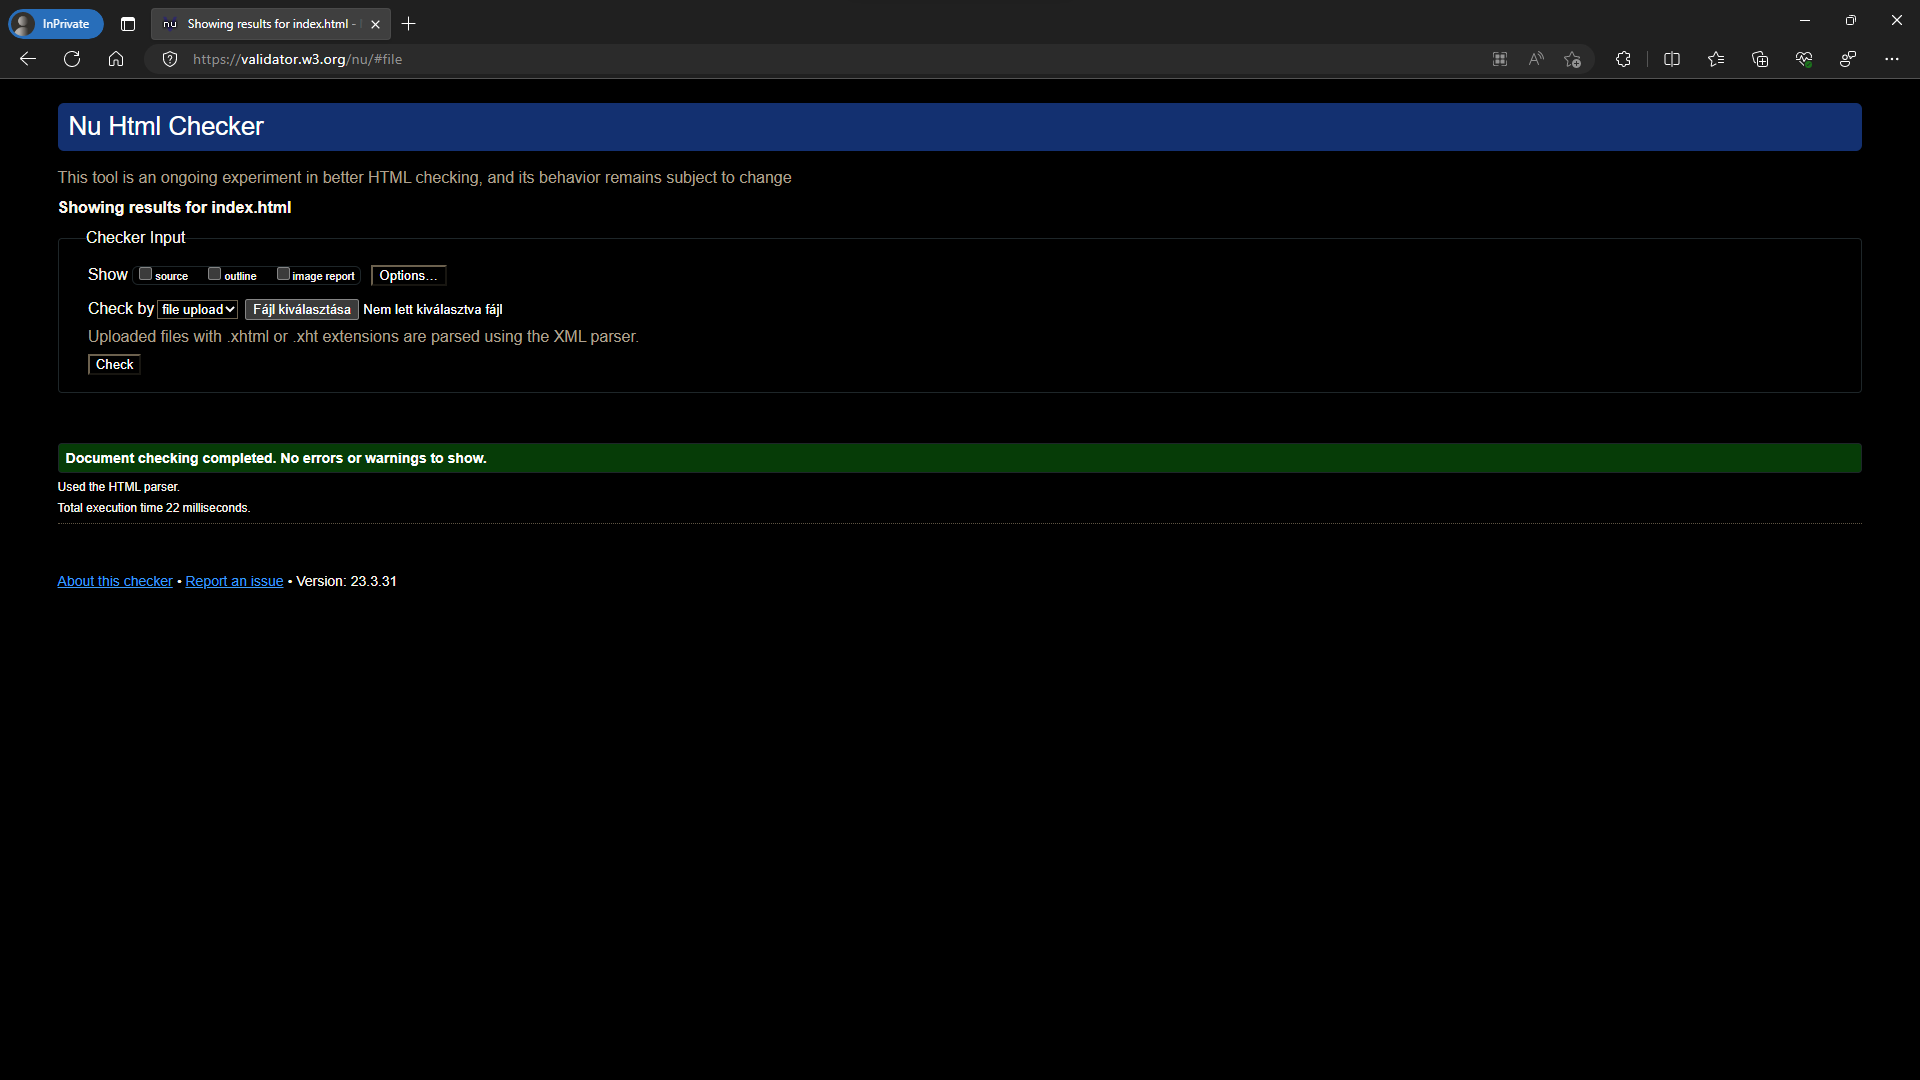 InPrivate
nu Showing results for index.html -
https://validator.w3.org/nu/#file
Nu Html Checker
This tool is an ongoing experiment in better HTML checking, and its behavior remains subject to change
Showing results for index.html
Checker Input
Show source outline image report Options...
Check by file upload Fájl kiválasztása Nem lett kiválasztva fájl
Uploaded files with .xhtml or .xht extensions are parsed using the XML parser.
Check
Document checking completed. No errors or warnings to show.
Used the HTML parser.
Total execution time 22 milliseconds.
About this checker • Report an issue • Version: 23.3.31